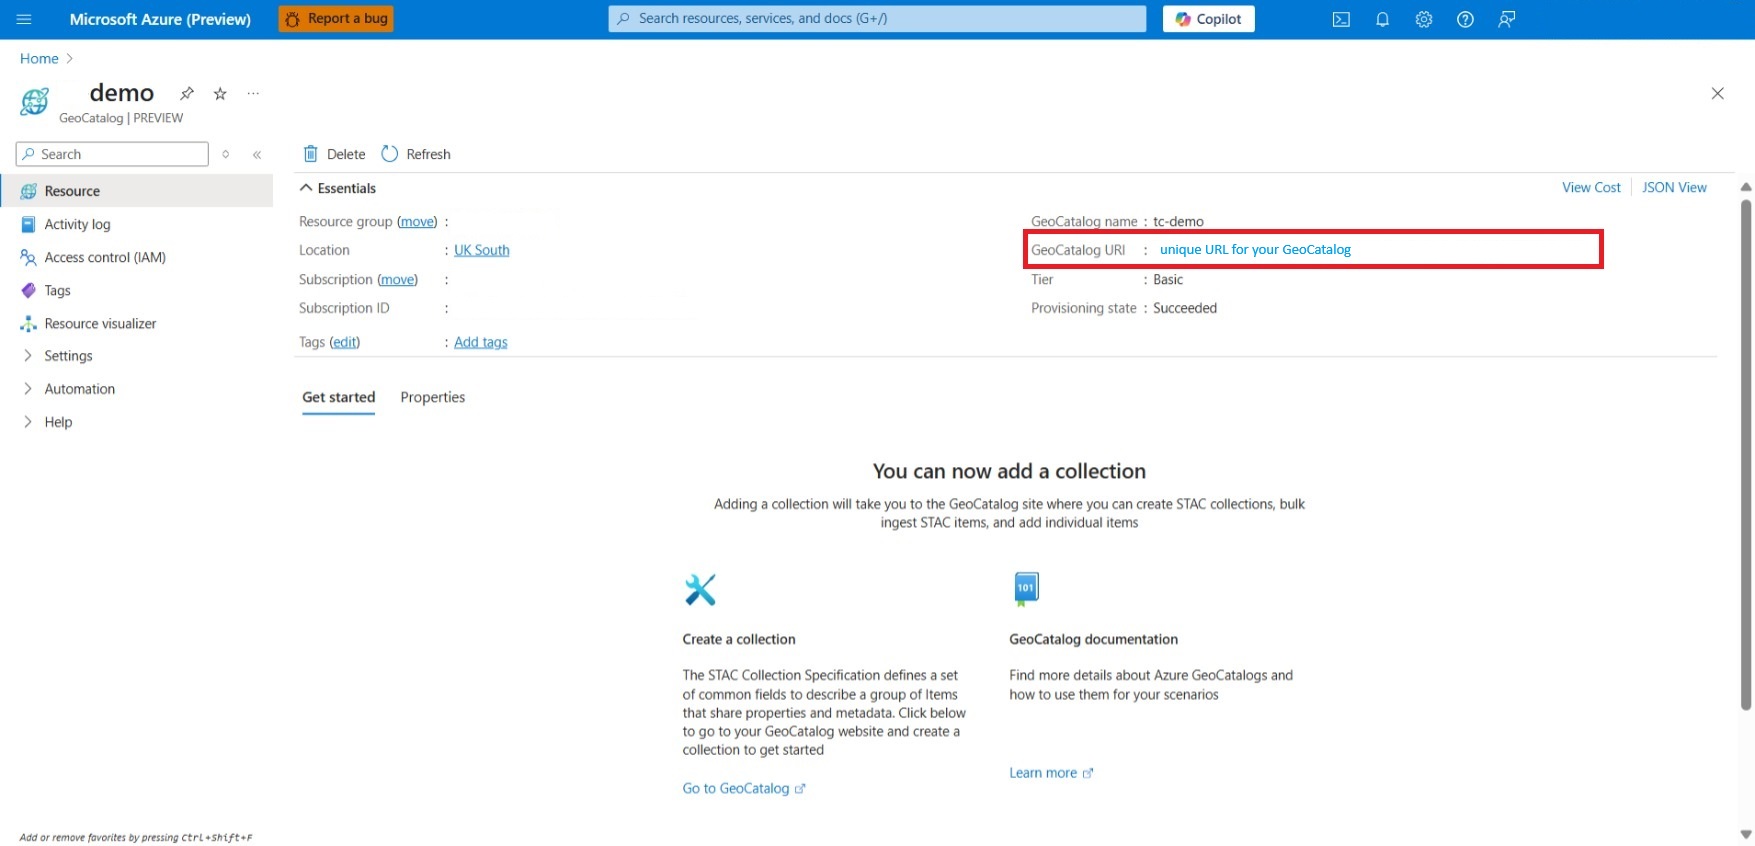 Microsoft Azure (Preview)
Report a bug
Search resources, services, and docs (G+/)
Copilot
Home
demo
GeoCatalog | PREVIEW
Search
Resource
Activity log
Access control (IAM)
Tags
Resource visualizer
Settings
Automation
Help
Add or remove favorites by pressing Ctrl+Shift+F
Delete
Refresh
Essentials
View Cost
JSON View
Resource group (move) :
Location : UK South
Subscription (move) :
Subscription ID :
Tags (edit) : Add tags
GeoCatalog name : tc-demo
GeoCatalog URI : unique URL for your GeoCatalog
Tier : Basic
Provisioning state : Succeeded
Get started
Properties
You can now add a collection
Adding a collection will take you to the GeoCatalog site where you can create STAC collections, bulk
ingest STAC items, and add individual items
Create a collection
The STAC Collection Specification defines a set
of common fields to describe a group of Items
that share properties and metadata. Click below
to go to your GeoCatalog website and create a
collection to get started
Go to GeoCatalog
101
GeoCatalog documentation
Find more details about Azure GeoCatalogs and
how to use them for your scenarios
Learn more